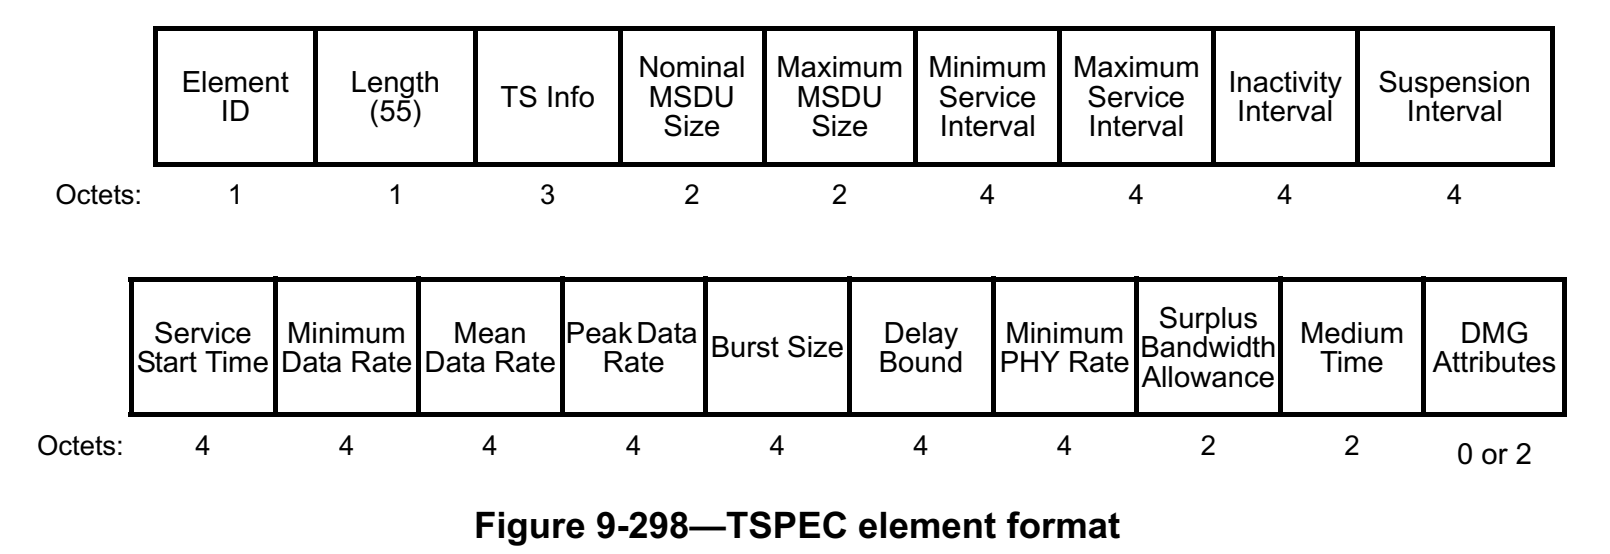 Element ID
Length (55)
TS Info
Nominal MSDU Size
Maximum MSDU Size
Minimum Service Interval
Maximum Service Interval
Inactivity Interval
Suspension Interval
Octets: 1 1 3 2 2 4 4 4 4
Service Start Time
Minimum Data Rate
Mean Data Rate
Peak Data Rate
Burst Size
Delay Bound
Minimum PHY Rate
Surplus Bandwidth Allowance
Medium Time
DMG Attributes
Octets: 4 4 4 4 4 4 4 2 2 0 or 2
Figure 9-298—TSPEC element format